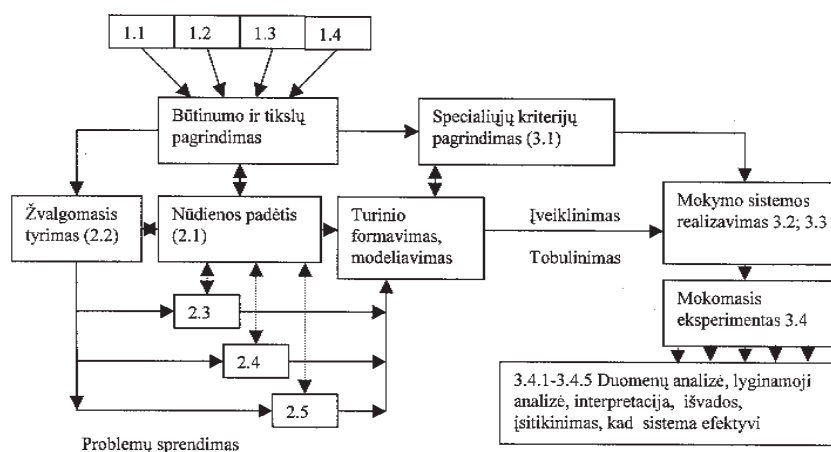 1.1 1.2 1.3 1.4
Būtinumo ir tikslų
pagrindimas
Specialiųjų kriterijų
pagrindimas (3.1)
Žvalgomasis
tyrimas (2.2)
Nūdienos padėtis
(2.1)
Turinio
formavimas,
modeliavimas
Įveiklinimas
Tobulinimas
Mokymo sistemos
realizavimas 3.2; 3.3
2.3
2.4
2.5
Mokomasis
eksperimentas 3.4
3.4.1-3.4.5 Duomenų analizė, lyginamoji
analizė, interpretacija, išvados,
įsitikinimas, kad sistema efektyvi
Problemų sprendimas